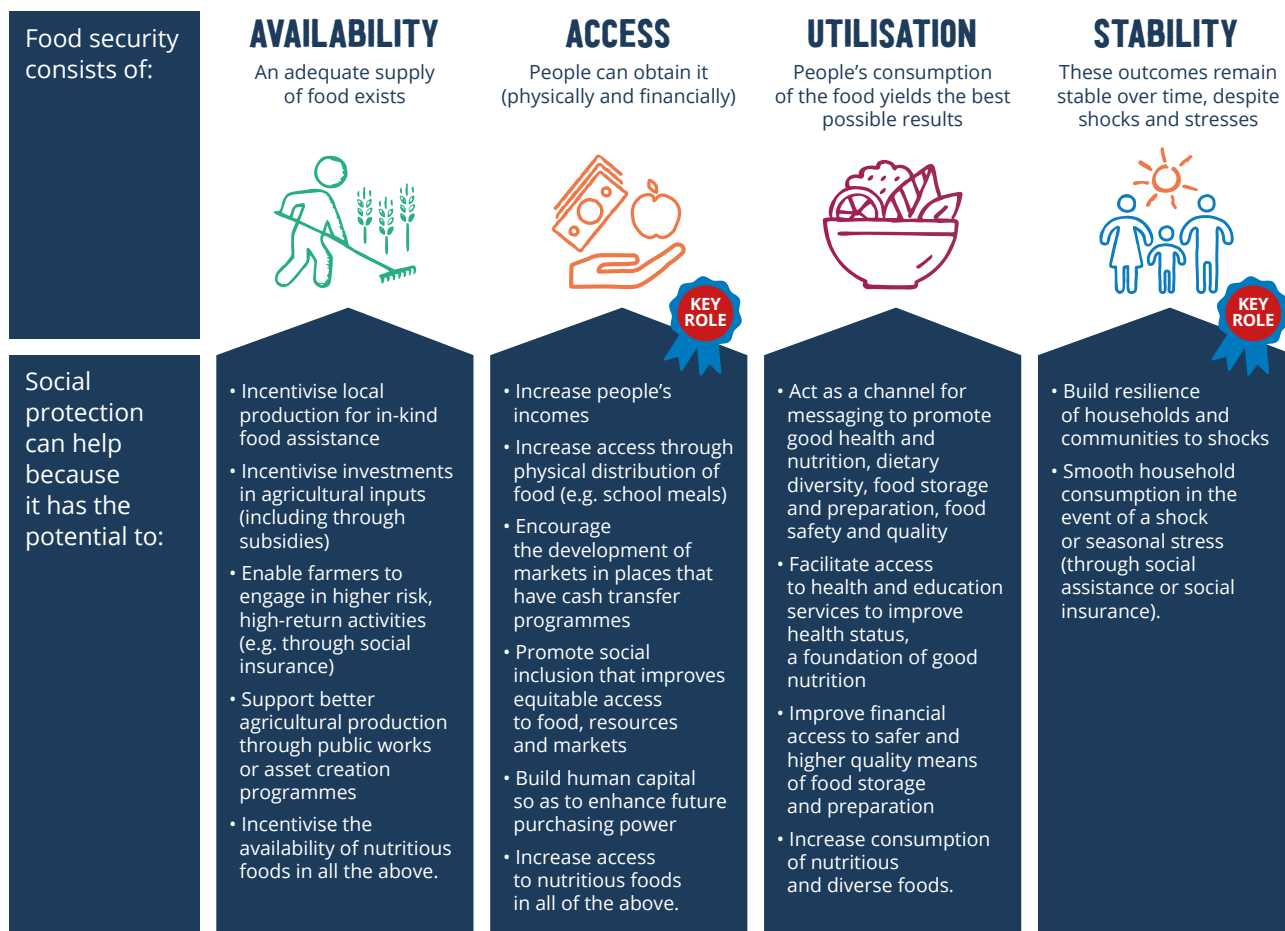 Food security
consists of:
AVAILABILITY
An adequate supply
of food exists
ACCESS
People can obtain it
(physically and financially)
UTILISATION
People's consumption
of the food yields the best
possible results
STABILITY
These outcomes remain
stable over time, despite
shocks and stresses
KEY
ROLE
KEY
ROLE
Social
protection
can help
because
it has the
potential to:
• Incentivise local
production for in-kind
food assistance
• Incentivise investments
in agricultural inputs
(including through
subsidies)
• Enable farmers to
engage in higher risk,
high-return activities
(e.g. through social
insurance)
• Support better
agricultural production
through public works
or asset creation
programmes
• Incentivise the
availability of nutritious
foods in all the above.
• Increase people's
incomes
• Increase access through
physical distribution of
food (e.g. school meals)
• Encourage
the development of
markets in places that
have cash transfer
programmes
• Promote social
inclusion that improves
equitable access
to food, resources
and markets
• Build human capital
so as to enhance future
purchasing power
• Increase access
to nutritious foods
in all of the above.
• Act as a channel for
messaging to promote
good health and
nutrition, dietary
diversity, food storage
and preparation, food
safety and quality
• Facilitate access
to health and education
services to improve
health status,
a foundation of good
nutrition
• Improve financial
access to safer and
higher quality means
of food storage
and preparation
• Increase consumption
of nutritious
and diverse foods.
• Build resilience
of households and
communities to shocks
• Smooth household
consumption in the
event of a shock
or seasonal stress
(through social
assistance or social
insurance).